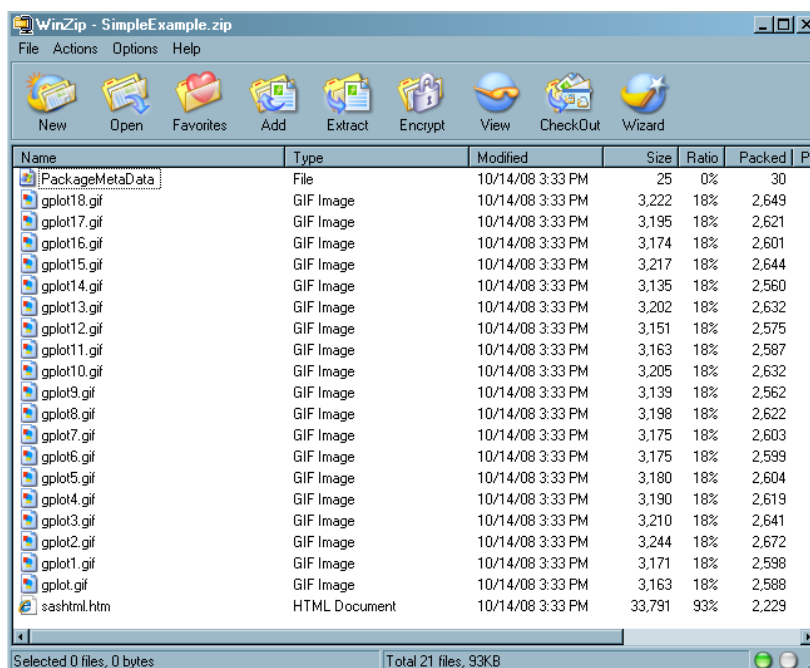 WinZip - SimpleExample.zip
File Actions Options Help
New Open Favorites Add Extract Encrypt View CheckOut Wizard
Name Type Modified Size Ratio Packed P
PackageMetaData File 10/14/08 3:33 PM 25 0% 30
gplot18.gif GIF Image 10/14/08 3:33 PM 3,222 18% 2,649
gplot17.gif GIF Image 10/14/08 3:33 PM 3,195 18% 2,621
gplot16.gif GIF Image 10/14/08 3:33 PM 3,174 18% 2,601
gplot15.gif GIF Image 10/14/08 3:33 PM 3,217 18% 2,644
gplot14.gif GIF Image 10/14/08 3:33 PM 3,135 18% 2,560
gplot13.gif GIF Image 10/14/08 3:33 PM 3,202 18% 2,632
gplot12.gif GIF Image 10/14/08 3:33 PM 3,151 18% 2,575
gplot11.gif GIF Image 10/14/08 3:33 PM 3,163 18% 2,587
gplot10.gif GIF Image 10/14/08 3:33 PM 3,205 18% 2,632
gplot9.gif GIF Image 10/14/08 3:33 PM 3,139 18% 2,562
gplot8.gif GIF Image 10/14/08 3:33 PM 3,198 18% 2,622
gplot7.gif GIF Image 10/14/08 3:33 PM 3,175 18% 2,603
gplot6.gif GIF Image 10/14/08 3:33 PM 3,175 18% 2,599
gplot5.gif GIF Image 10/14/08 3:33 PM 3,180 18% 2,604
gplot4.gif GIF Image 10/14/08 3:33 PM 3,190 18% 2,619
gplot3.gif GIF Image 10/14/08 3:33 PM 3,210 18% 2,641
gplot2.gif GIF Image 10/14/08 3:33 PM 3,244 18% 2,672
gplot1.gif GIF Image 10/14/08 3:33 PM 3,171 18% 2,598
gplot.gif GIF Image 10/14/08 3:33 PM 3,163 18% 2,588
sashtml.htm HTML Document 10/14/08 3:33 PM 33,791 93% 2,229
Selected 0 files, 0 bytes Total 21 files, 93KB